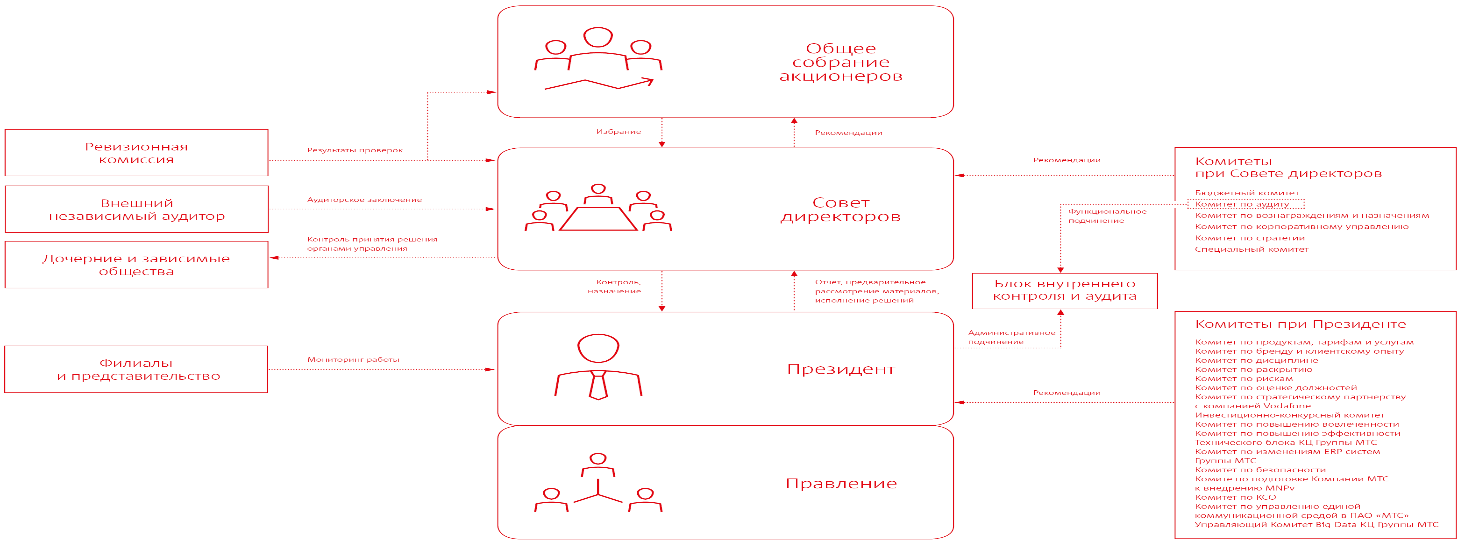 Общее
собрание
акционеров
Избрание
Рекомендации
Ревизионная
комиссия
Результаты проверок
Внешний
независимый аудитор
Аудиторское заключение
Дочерние и зависимые
общества
Контроль принятия решения
органами управления
Совет
директоров
Рекомендации
Комитеты
при Совете директоров
Бюджетный комитет
Комитет по аудиту
Комитет по вознаграждениям и назначениям
Комитет по корпоративному управлению
Комитет по стратегии
Специальный комитет
Функциональное
подчинение
Блок внутреннего
контроля и аудита
Административное
подчинение
Контроль,
назначение
Отчет, предварительное
рассмотрение материалов,
исполнение решений
Филиалы
и представительство
Мониторинг работы
Президент
Рекомендации
Комитеты при Президенте
Комитет по продуктам, тарифам и услугам
Комитет по бренду и клиентскому опыту
Комитет по дисциплине
Комитет по раскрытию
Комитет по рискам
Комитет по оценке должностей
Комитет по стратегическому партнерству
с компанией Vodafone
Инвестиционно-конкурсный комитет
Комитет по повышению вовлеченности
Комитет по повышению эффективности
Технического блока КЦ Группы МТС
Комитет по изменениям ERP систем
Группы МТС
Комитет по безопасности
Комите по подготовке Компании МТС
к внедрению MNPv
Комитет по КСО
Комитет по управлению единой
коммуникационной средой в ПАО «МТС»
Управляющий Комитет Big Data КЦ Группы МТС
Правление